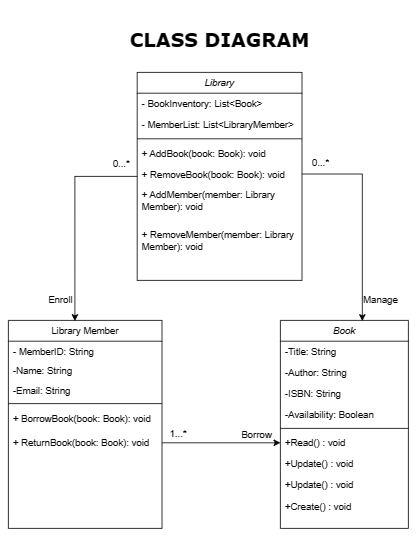 CLASS DIAGRAM
Library
- BookInventory: List<Book>
- MemberList: List<LibraryMember>
+ AddBook(book: Book): void
+ RemoveBook(book: Book): void
+ AddMember(member: Library
Member): void
+ RemoveMember(member: Library
Member): void
0...*
0...*
Enroll
Manage
Library Member
- MemberID: String
-Name: String
-Email: String
+ BorrowBook(book: Book): void
+ ReturnBook(book: Book): void
1...*
Borrow
Book
-Title: String
-Author: String
-ISBN: String
-Availability: Boolean
+Read() : void
+Update() : void
+Update() : void
+Create() : void